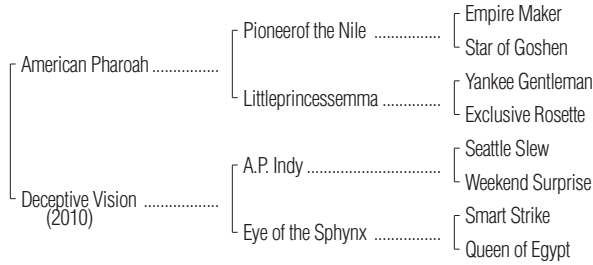 Empire Maker
Pioneerof the Nile ................
Star of Goshen
American Pharoah ................
Yankee Gentleman
Littleprincessemma ..............
Exclusive Rosette
Seattle Slew
A.P. Indy ................................
Weekend Surprise
Deceptive Vision ..................
(2010)
Smart Strike
Eye of the Sphynx ................
Queen of Egypt